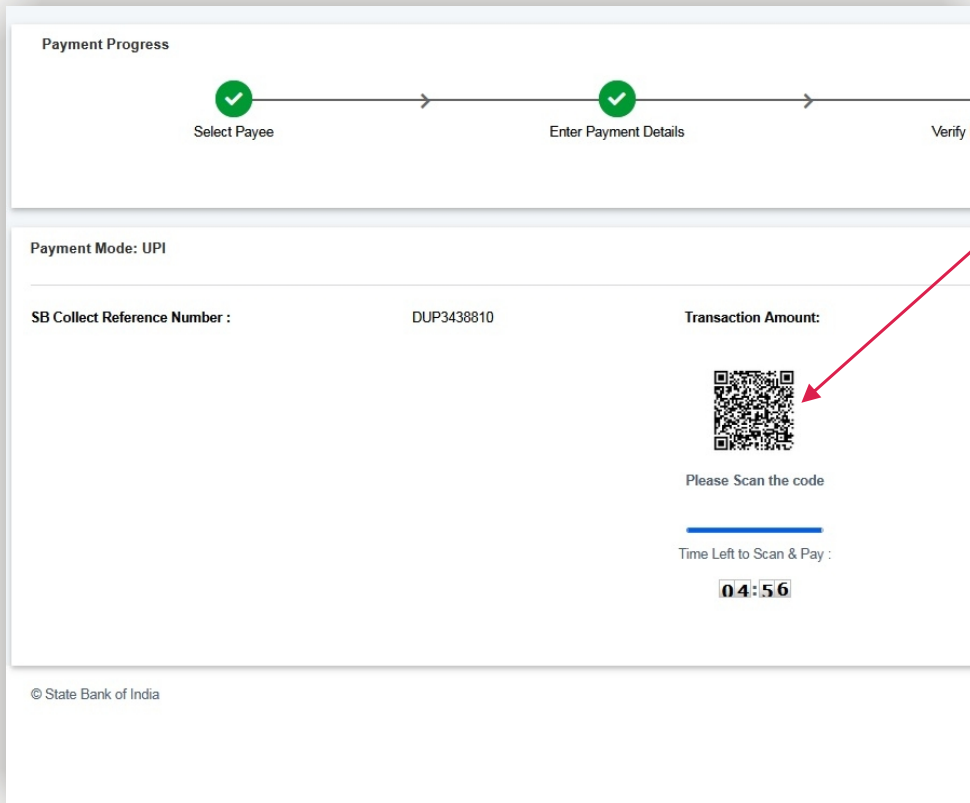 Payment Progress
Select Payee
Enter Payment Details
Verify
Payment Mode: UPI
SB Collect Reference Number :
DUP3438810
Transaction Amount:
Please Scan the code
Time Left to Scan & Pay :
04:56
© State Bank of India